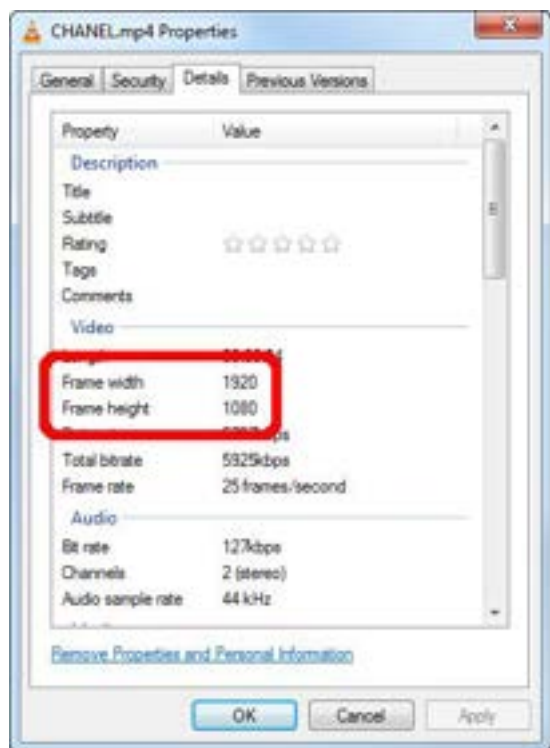 CHANEL.mp4 Properties
General Security Details Previous Versions
Property Value
Description
Title
Subtitle
Rating
Tags
Comments
Video
Frame width 1920
Frame height 1080
Total bitrate 5925kbps
Frame rate 25 frames/second
Audio
Bit rate 127kbps
Channels 2 (stereo)
Audio sample rate 44 kHz
Remove Properties and Personal Information
OK Cancel Apply